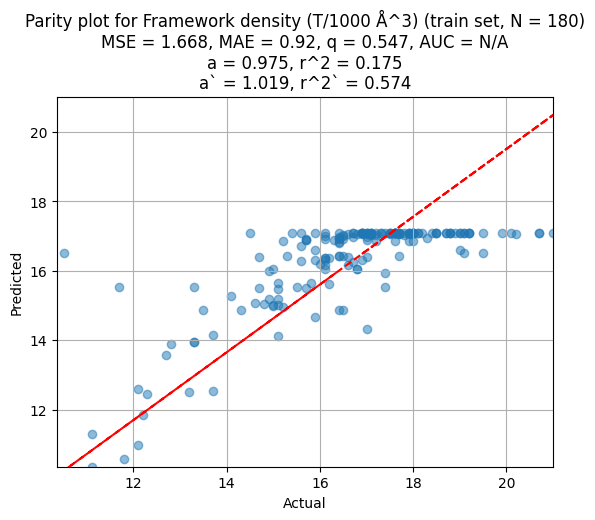 Parity plot for Framework density (T/1000 Å^3) (train set, N = 180)
MSE = 1.668, MAE = 0.92, q = 0.547, AUC = N/A
a = 0.975, r^2 = 0.175
a` = 1.019, r^2` = 0.574
20
18
16
14
12
Predicted
12 14 16 18 20
Actual